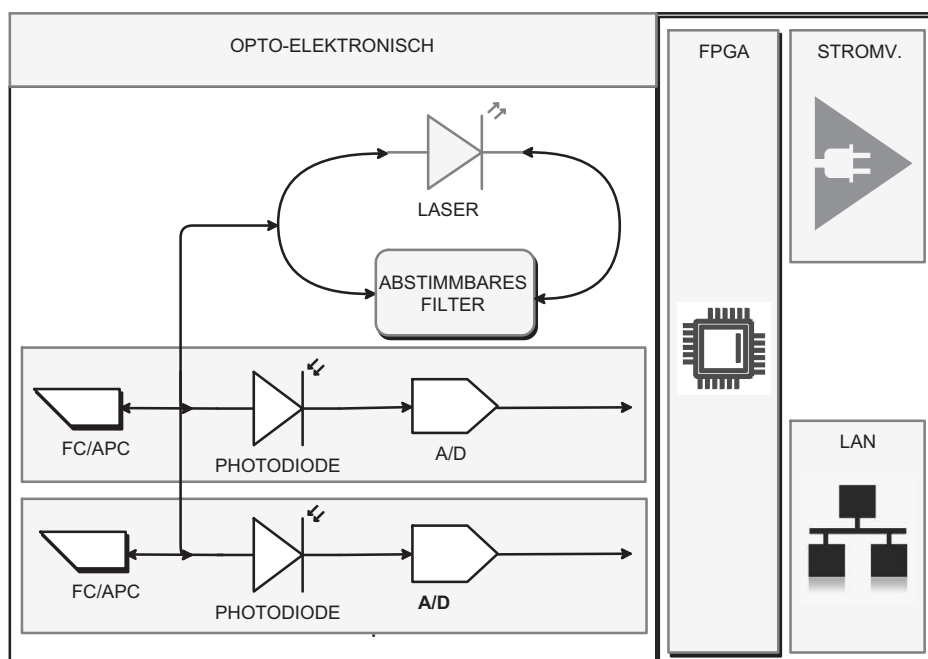 OPTO-ELEKTRONISCH
FPGA
STROMV.
LASER
ABSTIMMBARES
FILTER
FC/APC
PHOTODIODE
A/D
LAN
FC/APC
PHOTODIODE
A/D